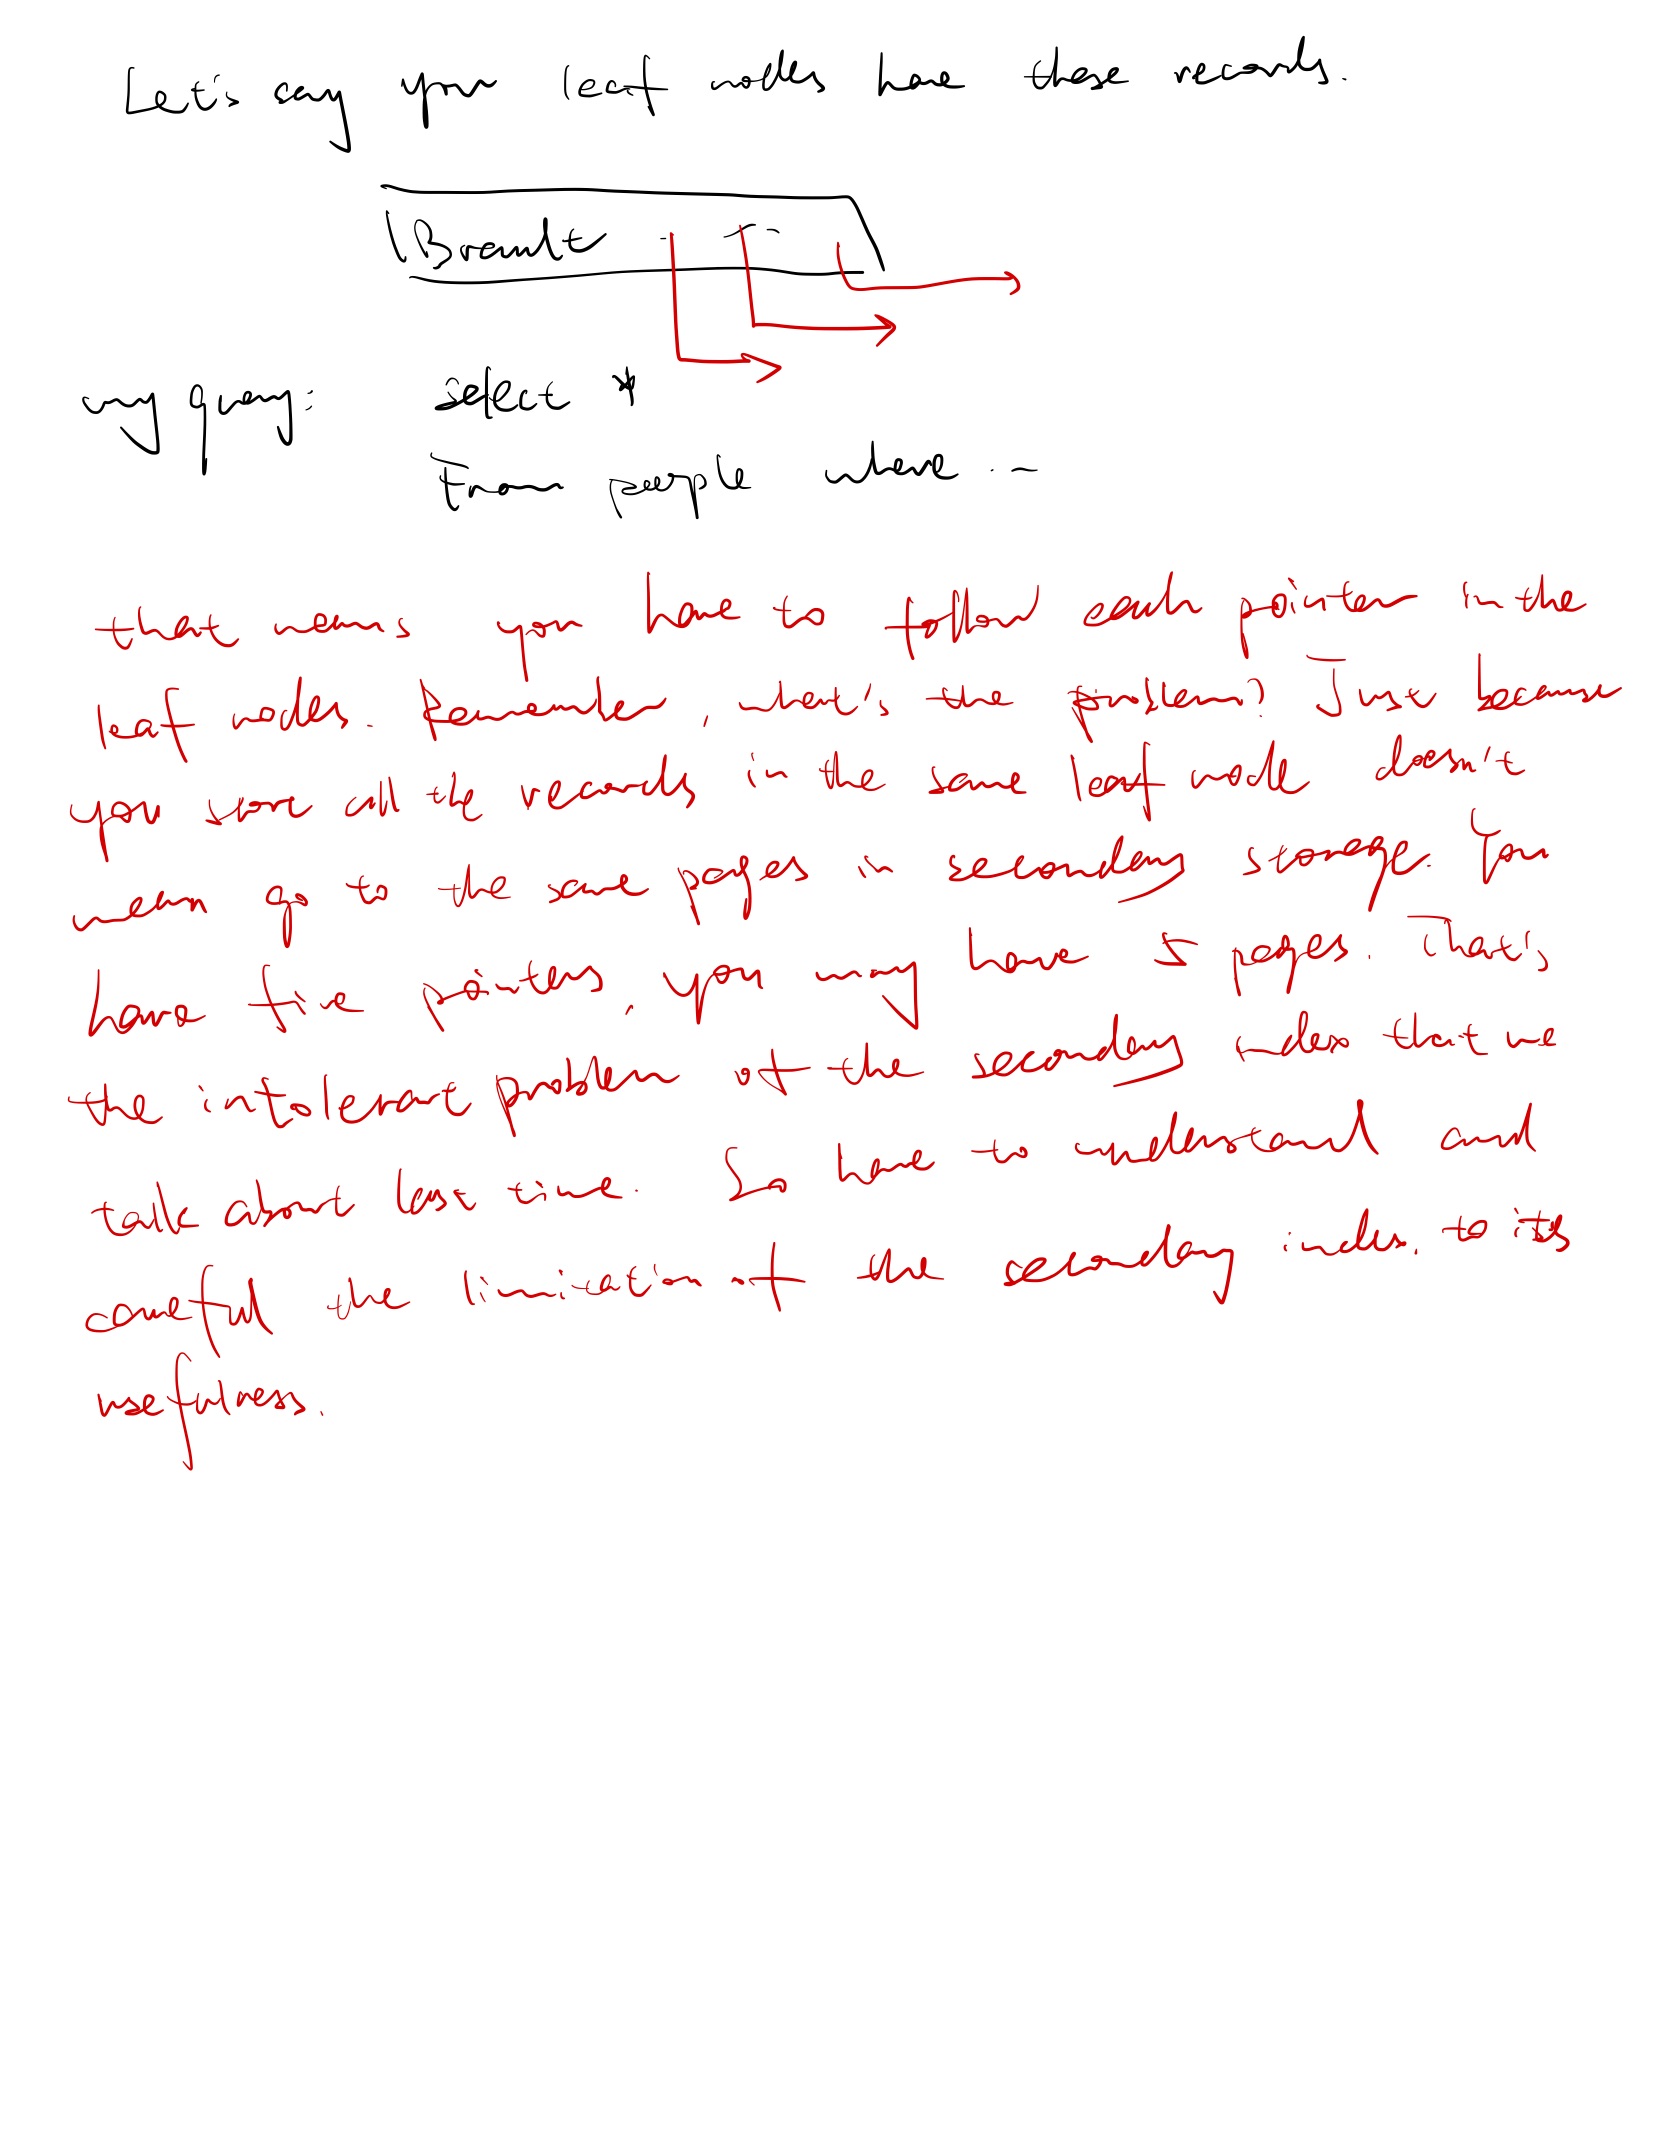 Let's say your leaf nodes have these records.
Brault
my query: select *
From people where ...
that means you have to follow each pointer in the
leaf nodes. Remember, what's the problem? Just because
you store all the records in the same leaf node doesn't
mean go to the same pages in secondary storage. You
have five pointers, you may have 5 pages. That's
the intolerant problem of the secondary index that we
talk about last time. So have to understand and
careful the limitation of the secondary index. to its
usefulness.